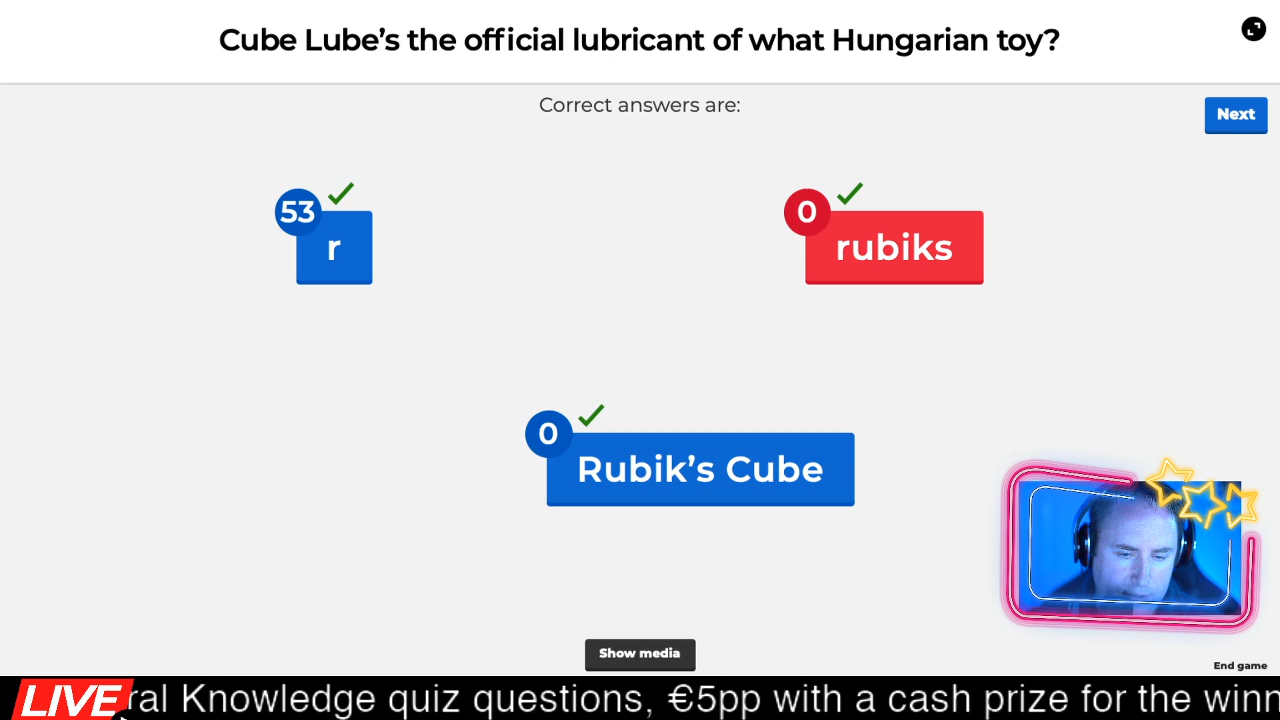 Cube Lube’s the official lubricant of what Hungarian toy?
Correct answers are:
Next
53
r
0
rubiks
0
Rubik’s Cube
Show media
End game
LIVE
ral Knowledge quiz questions, €5pp with a cash prize for the winn